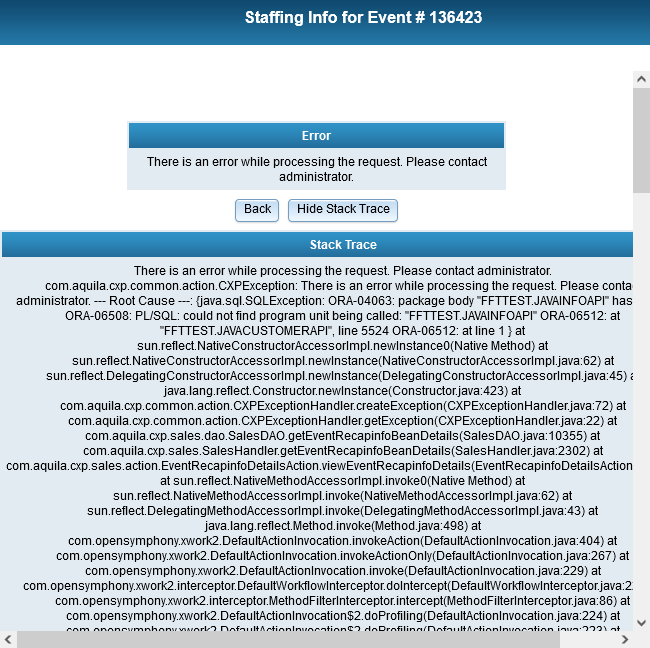 Staffing Info for Event # 136423
Error
There is an error while processing the request. Please contact
administrator.
Back Hide Stack Trace
Stack Trace
There is an error while processing the request. Please contact administrator.
com.aquila.cxp.common.action.CXPException: There is an error while processing the request. Please conta
administrator. --- Root Cause ---: {java.sql.SQLException: ORA-04063: package body "FFTTEST.JAVAINFOAPI" has
ORA-06508: PL/SQL: could not find program unit being called: "FFTTEST.JAVAINFOAPI" ORA-06512: at
"FFTTEST.JAVACUSTOMERAPI", line 5524 ORA-06512: at line 1 } at
sun.reflect.NativeConstructorAccessorImpl.newInstance0(Native Method) at
sun.reflect.NativeConstructorAccessorImpl.newInstance(NativeConstructorAccessorImpl.java:62) at
sun.reflect.DelegatingConstructorAccessorImpl.newInstance(DelegatingConstructorAccessorImpl.java:45) a
java.lang.reflect.Constructor.newInstance(Constructor.java:423) at
com.aquila.cxp.common.action.CXPExceptionHandler.createException(CXPExceptionHandler.java:72) at
com.aquila.cxp.common.action.CXPExceptionHandler.getException(CXPExceptionHandler.java:22) at
com.aquila.cxp.sales.dao.SalesDAO.getEventRecapinfoBeanDetails(SalesDAO.java:10355) at
com.aquila.cxp.sales.SalesHandler.getEventRecapinfoBeanDetails(SalesHandler.java:2302) at
com.aquila.cxp.sales.action.EventRecapinfoDetailsAction.viewEventRecapinfoDetails(EventRecapinfoDetailsAction
at sun.reflect.NativeMethodAccessorImpl.invoke0(Native Method) at
sun.reflect.NativeMethodAccessorImpl.invoke(NativeMethodAccessorImpl.java:62) at
sun.reflect.DelegatingMethodAccessorImpl.invoke(DelegatingMethodAccessorImpl.java:43) at
java.lang.reflect.Method.invoke(Method.java:498) at
com.opensymphony.xwork2.DefaultActionInvocation.invokeAction(DefaultActionInvocation.java:404) at
com.opensymphony.xwork2.DefaultActionInvocation.invokeActionOnly(DefaultActionInvocation.java:267) at
com.opensymphony.xwork2.DefaultActionInvocation.invoke(DefaultActionInvocation.java:229) at
com.opensymphony.xwork2.interceptor.DefaultWorkflowInterceptor.doIntercept(DefaultWorkflowInterceptor.java:2
com.opensymphony.xwork2.interceptor.MethodFilterInterceptor.intercept(MethodFilterInterceptor.java:86) at
com.opensymphony.xwork2.DefaultActionInvocation$2.doProfiling(DefaultActionInvocation.java:224) at
com.opensymphony.xwork2.DefaultActionInvocation$2.doProfiling(DefaultActionInvocation.java:223) at